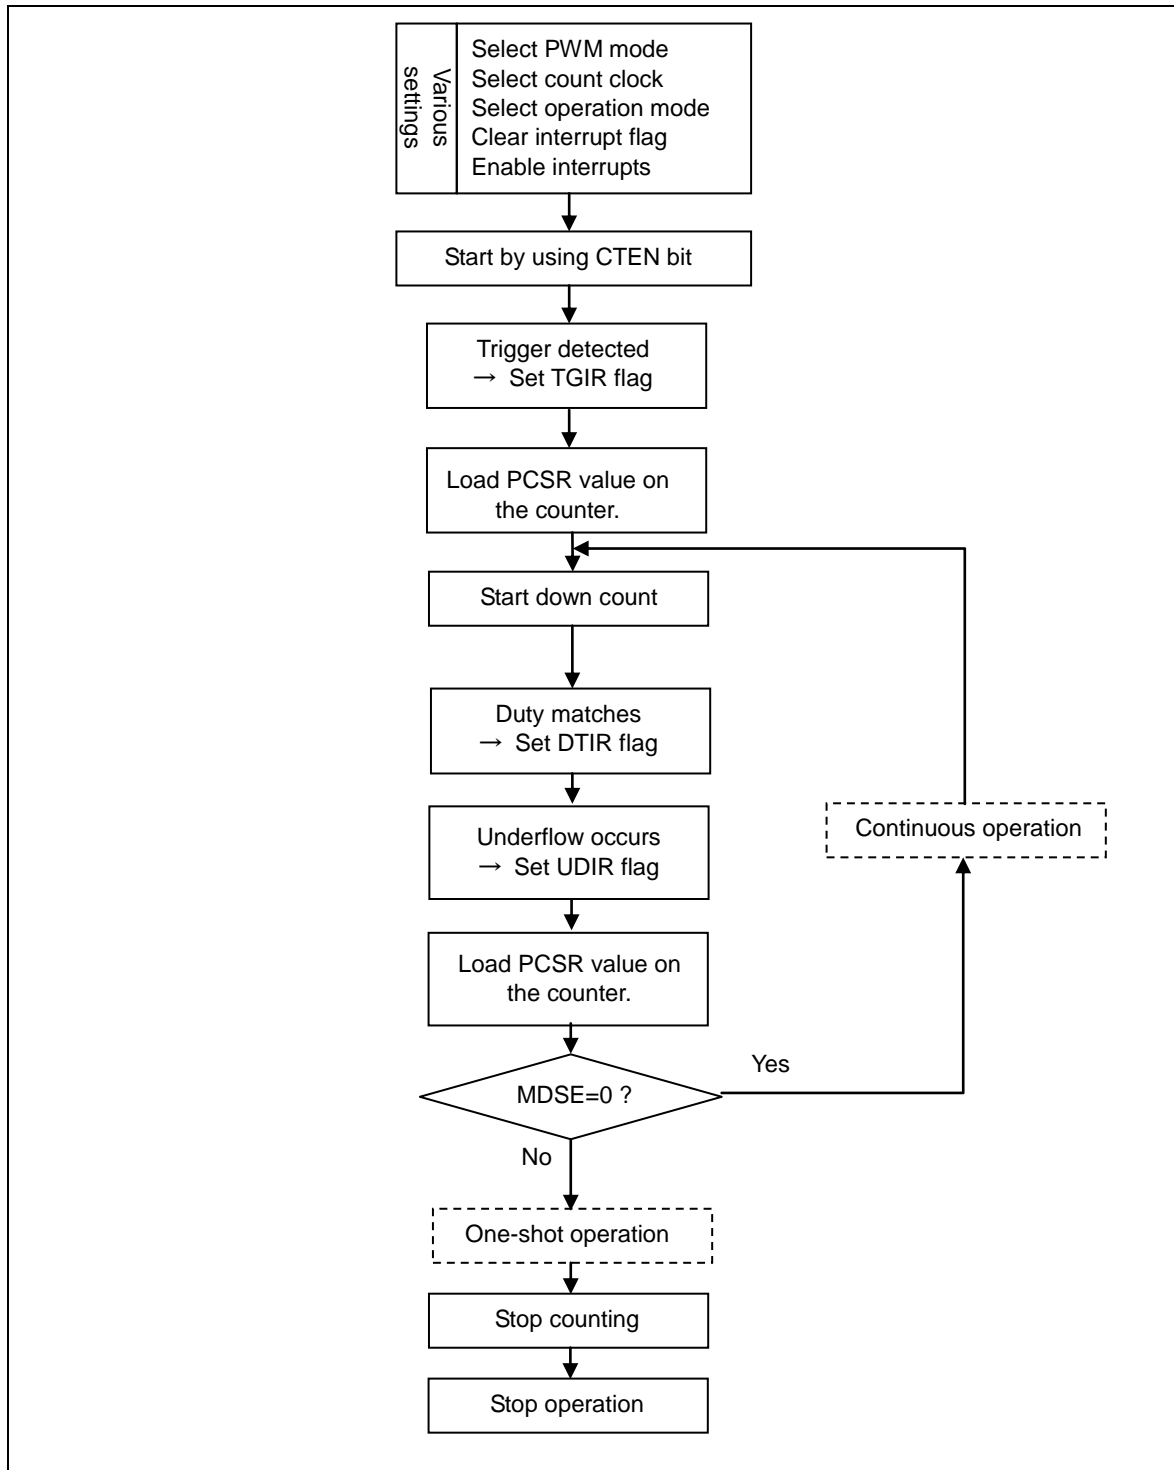 Various
settings
Select PWM mode
Select count clock
Select operation mode
Clear interrupt flag
Enable interrupts
Start by using CTEN bit
Trigger detected
→ Set TGIR flag
Load PCSR value on
the counter.
Start down count
Duty matches
→ Set DTIR flag
Underflow occurs
→ Set UDIR flag
Continuous operation
Load PCSR value on
the counter.
MDSE=0 ?
Yes
No
One-shot operation
Stop counting
Stop operation